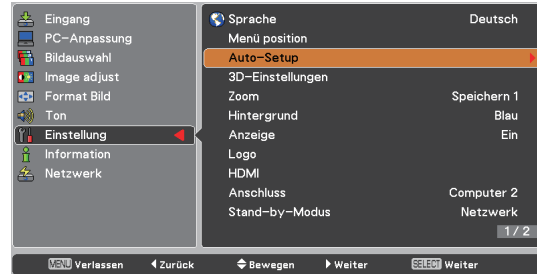 Eingang
PC-Anpassung
Bildauswahl
Image adjust
Format Bild
Ton
Einstellung
Information
Netzwerk
Sprache Deutsch
Menü position
Auto-Setup
3D-Einstellungen
Zoom Speichern 1
Hintergrund Blau
Anzeige Ein
Logo
HDMI
Anschluss Computer 2
Stand-by-Modus Netzwerk
1/2
MENU Verlassen Zurück Bewegen Weiter SELECT Weiter